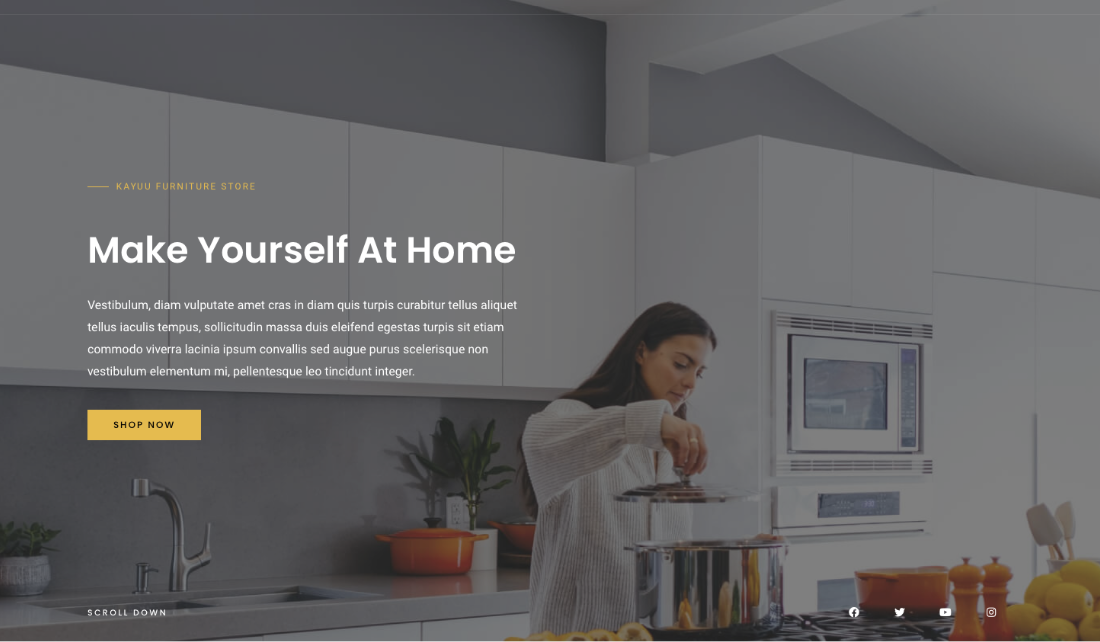 KAYUU FURNITURE STORE
Make Yourself At Home
Vestibulum, diam vulputate amet cras in diam quis turpis curabitur tellus aliquet
tellus iaculis tempus, sollicitudin massa duis eleifend egestas turpis sit etiam
commodo viverra lacinia ipsum convallis sed augue purus scelerisque non
vestibulum elementum mi, pellentesque leo tincidunt integer.
SHOP NOW
SCROLL DOWN